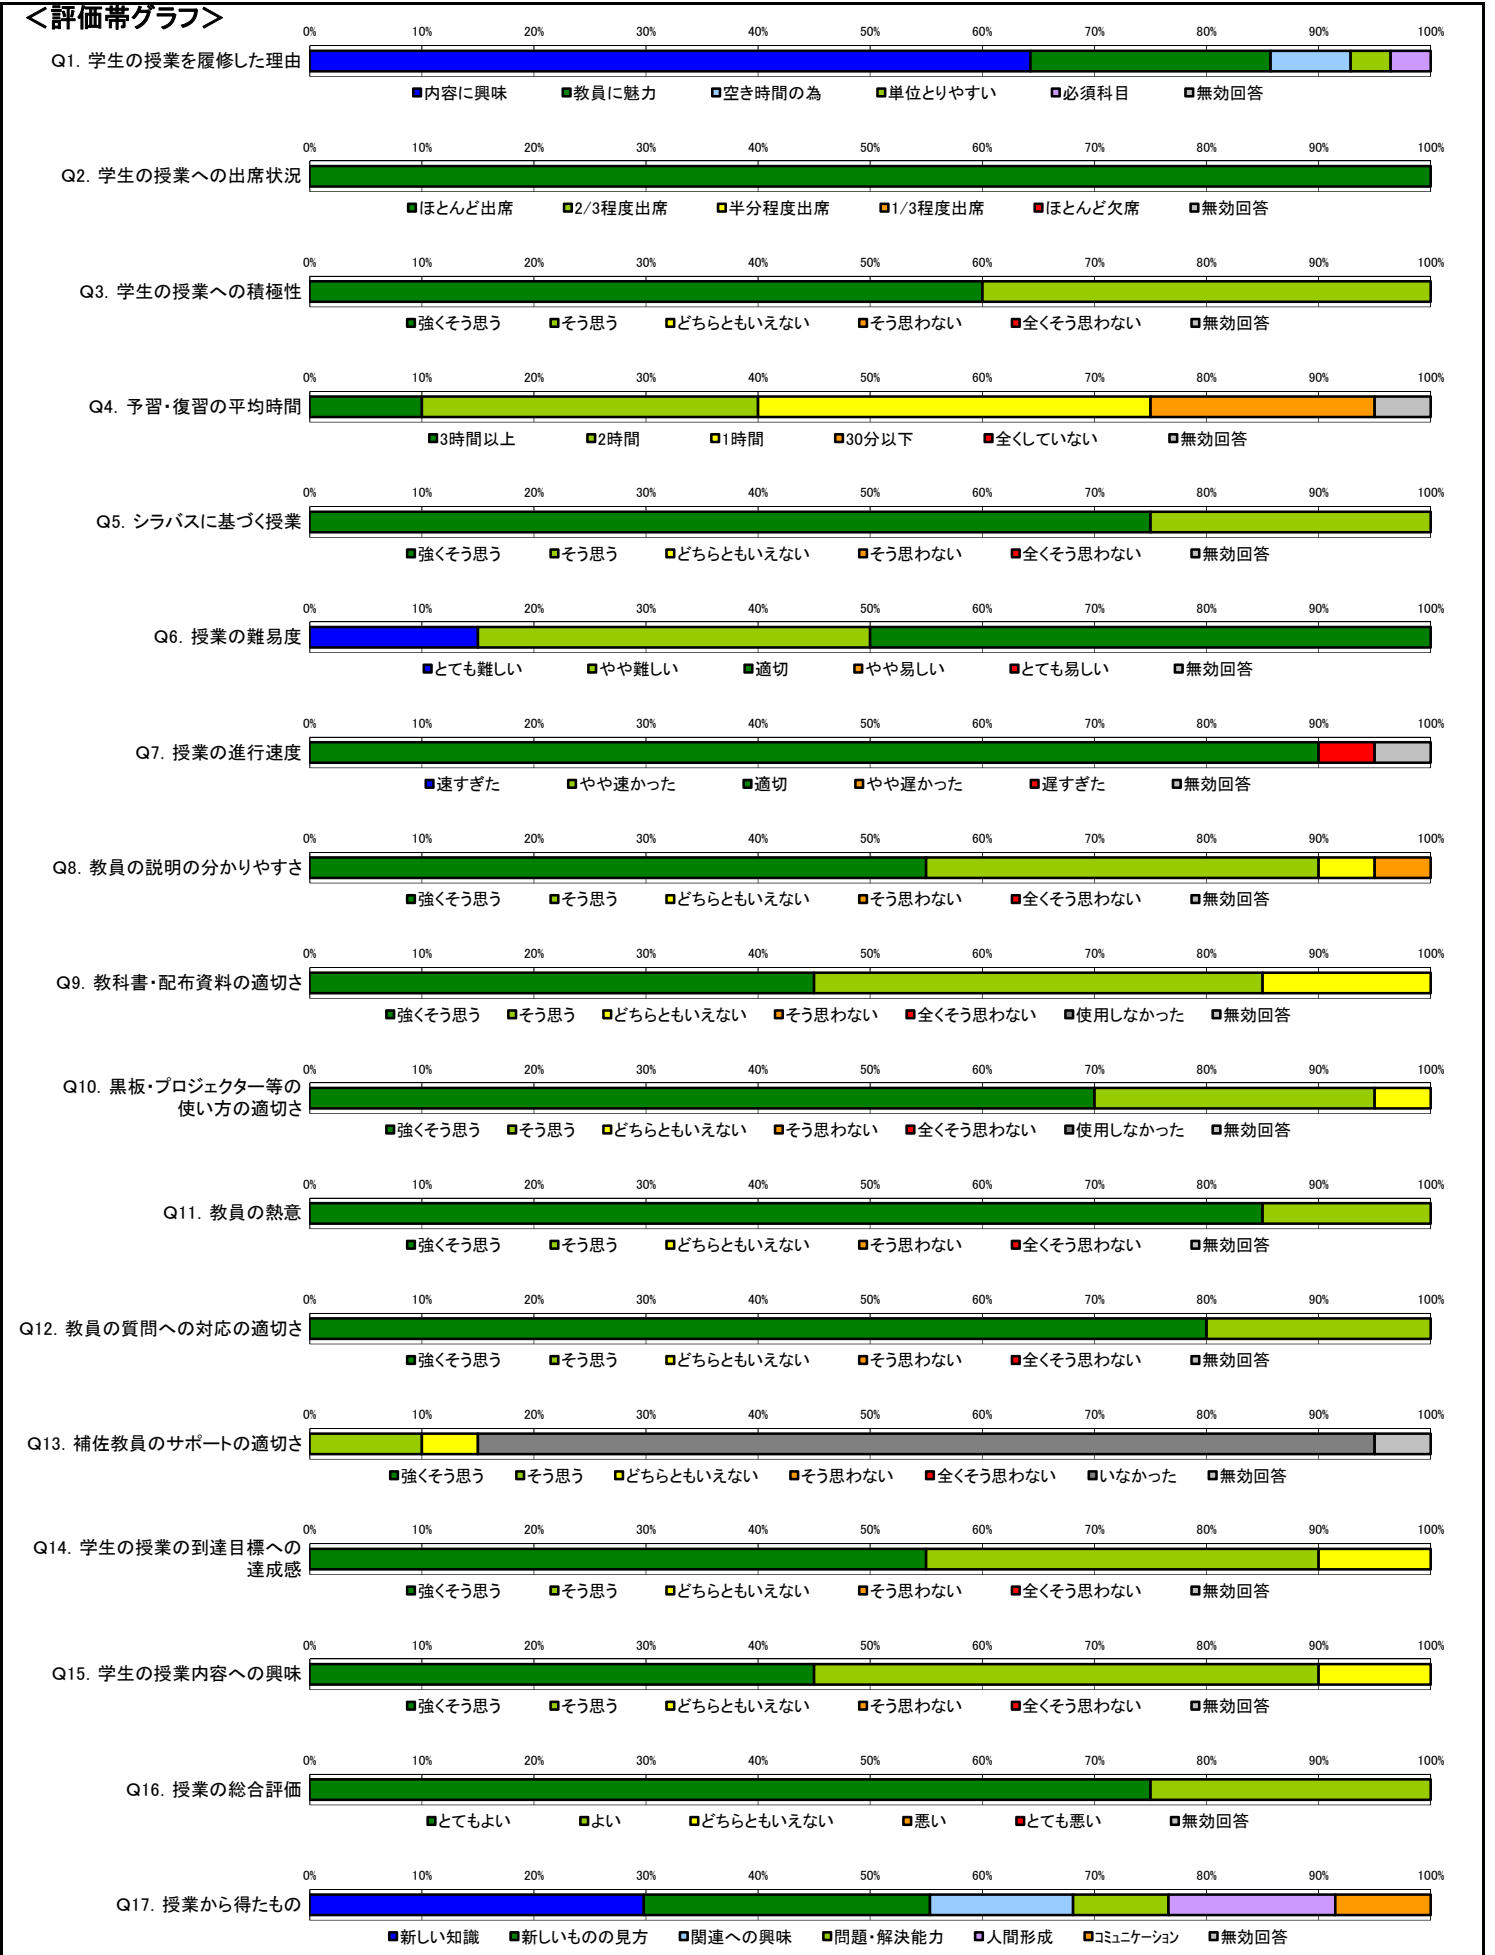 ＜評価帯グラフ＞
0% 10% 20% 30% 40% 50% 60% 70% 80% 90% 100%
Q1. 学生の授業を履修した理由
内容に興味 教員に魅力 空き時間の為 単位とりやすい 必須科目 無効回答
0% 10% 20% 30% 40% 50% 60% 70% 80% 90% 100%
Q2. 学生の授業への出席状況
ほとんど出席 2/3程度出席 半分程度出席 1/3程度出席 ほとんど欠席 無効回答
0% 10% 20% 30% 40% 50% 60% 70% 80% 90% 100%
Q3. 学生の授業への積極性
強くそう思う そう思う どちらともいえない そう思わない 全くそう思わない 無効回答
0% 10% 20% 30% 40% 50% 60% 70% 80% 90% 100%
Q4. 予習・復習の平均時間
3時間以上 2時間 1時間 30分以下 全くしていない 無効回答
0% 10% 20% 30% 40% 50% 60% 70% 80% 90% 100%
Q5. シラバスに基づく授業
強くそう思う そう思う どちらともいえない そう思わない 全くそう思わない 無効回答
0% 10% 20% 30% 40% 50% 60% 70% 80% 90% 100%
Q6. 授業の難易度
とても難しい やや難しい 適切 やや易しい とても易しい 無効回答
0% 10% 20% 30% 40% 50% 60% 70% 80% 90% 100%
Q7. 授業の進行速度
速すぎた やや速かった 適切 やや遅かった 遅すぎた 無効回答
0% 10% 20% 30% 40% 50% 60% 70% 80% 90% 100%
Q8. 教員の説明の分かりやすさ
強くそう思う そう思う どちらともいえない そう思わない 全くそう思わない 無効回答
0% 10% 20% 30% 40% 50% 60% 70% 80% 90% 100%
Q9. 教科書・配布資料の適切さ
強くそう思う そう思う どちらともいえない そう思わない 全くそう思わない 使用しなかった 無効回答
0% 10% 20% 30% 40% 50% 60% 70% 80% 90% 100%
Q10. 黒板・プロジェクター等の
使い方の適切さ
強くそう思う そう思う どちらともいえない そう思わない 全くそう思わない 使用しなかった 無効回答
0% 10% 20% 30% 40% 50% 60% 70% 80% 90% 100%
Q11. 教員の熱意
強くそう思う そう思う どちらともいえない そう思わない 全くそう思わない 無効回答
0% 10% 20% 30% 40% 50% 60% 70% 80% 90% 100%
Q12. 教員の質問への対応の適切さ
強くそう思う そう思う どちらともいえない そう思わない 全くそう思わない 無効回答
0% 10% 20% 30% 40% 50% 60% 70% 80% 90% 100%
Q13. 補佐教員のサポートの適切さ
強くそう思う そう思う どちらともいえない そう思わない 全くそう思わない いなかった 無効回答
0% 10% 20% 30% 40% 50% 60% 70% 80% 90% 100%
Q14. 学生の授業の到達目標への
達成感
強くそう思う そう思う どちらともいえない そう思わない 全くそう思わない 無効回答
0% 10% 20% 30% 40% 50% 60% 70% 80% 90% 100%
Q15. 学生の授業内容への興味
強くそう思う そう思う どちらともいえない そう思わない 全くそう思わない 無効回答
0% 10% 20% 30% 40% 50% 60% 70% 80% 90% 100%
Q16. 授業の総合評価
とてもよい よい どちらともいえない 悪い とても悪い 無効回答
0% 10% 20% 30% 40% 50% 60% 70% 80% 90% 100%
Q17. 授業から得たもの
新しい知識 新しいものの見方 関連への興味 問題・解決能力 人間形成 ｺﾐｭﾆｹｰｼｮﾝ 無効回答